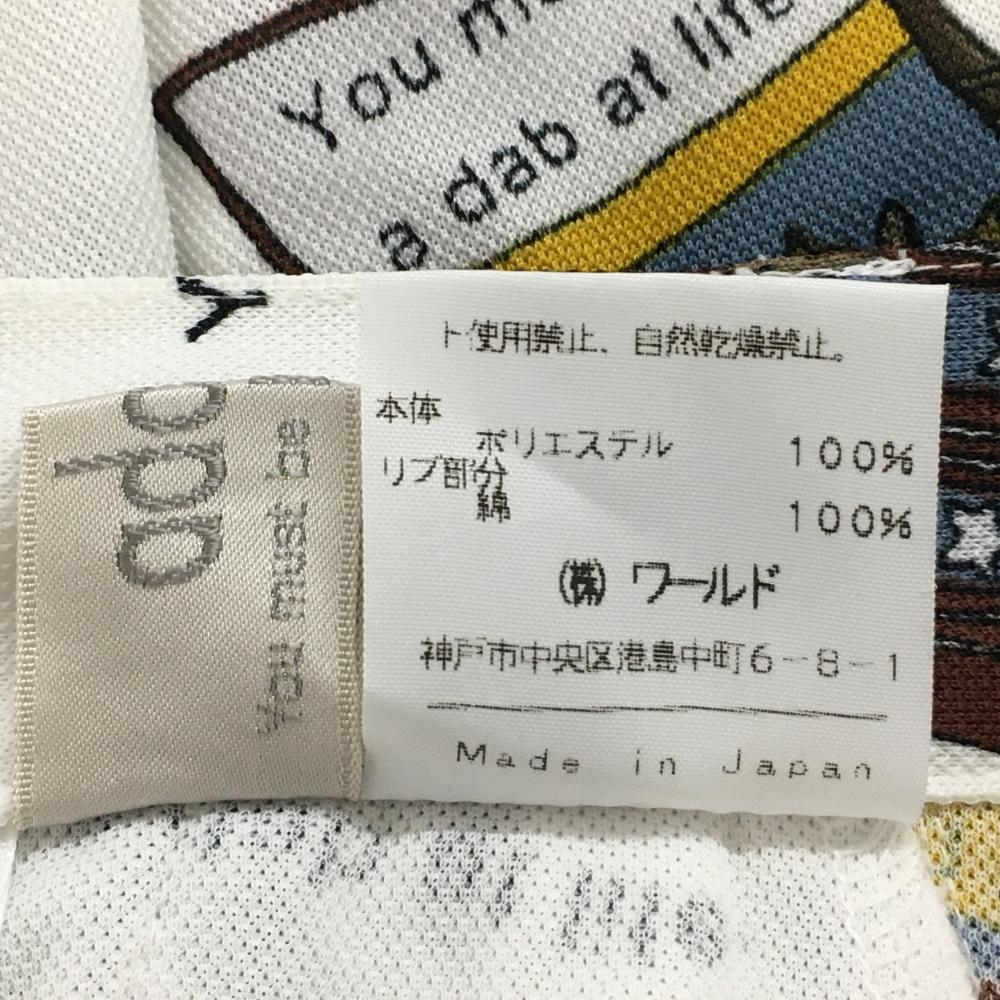 You
a dab at life
Y
ト使用禁止、自然乾燥禁止。
本体
ポリエステル 100%
リブ部分
綿 100%
(株) ワールド
神戸市中央区港島中町6-8-1
Made in Japan
must be